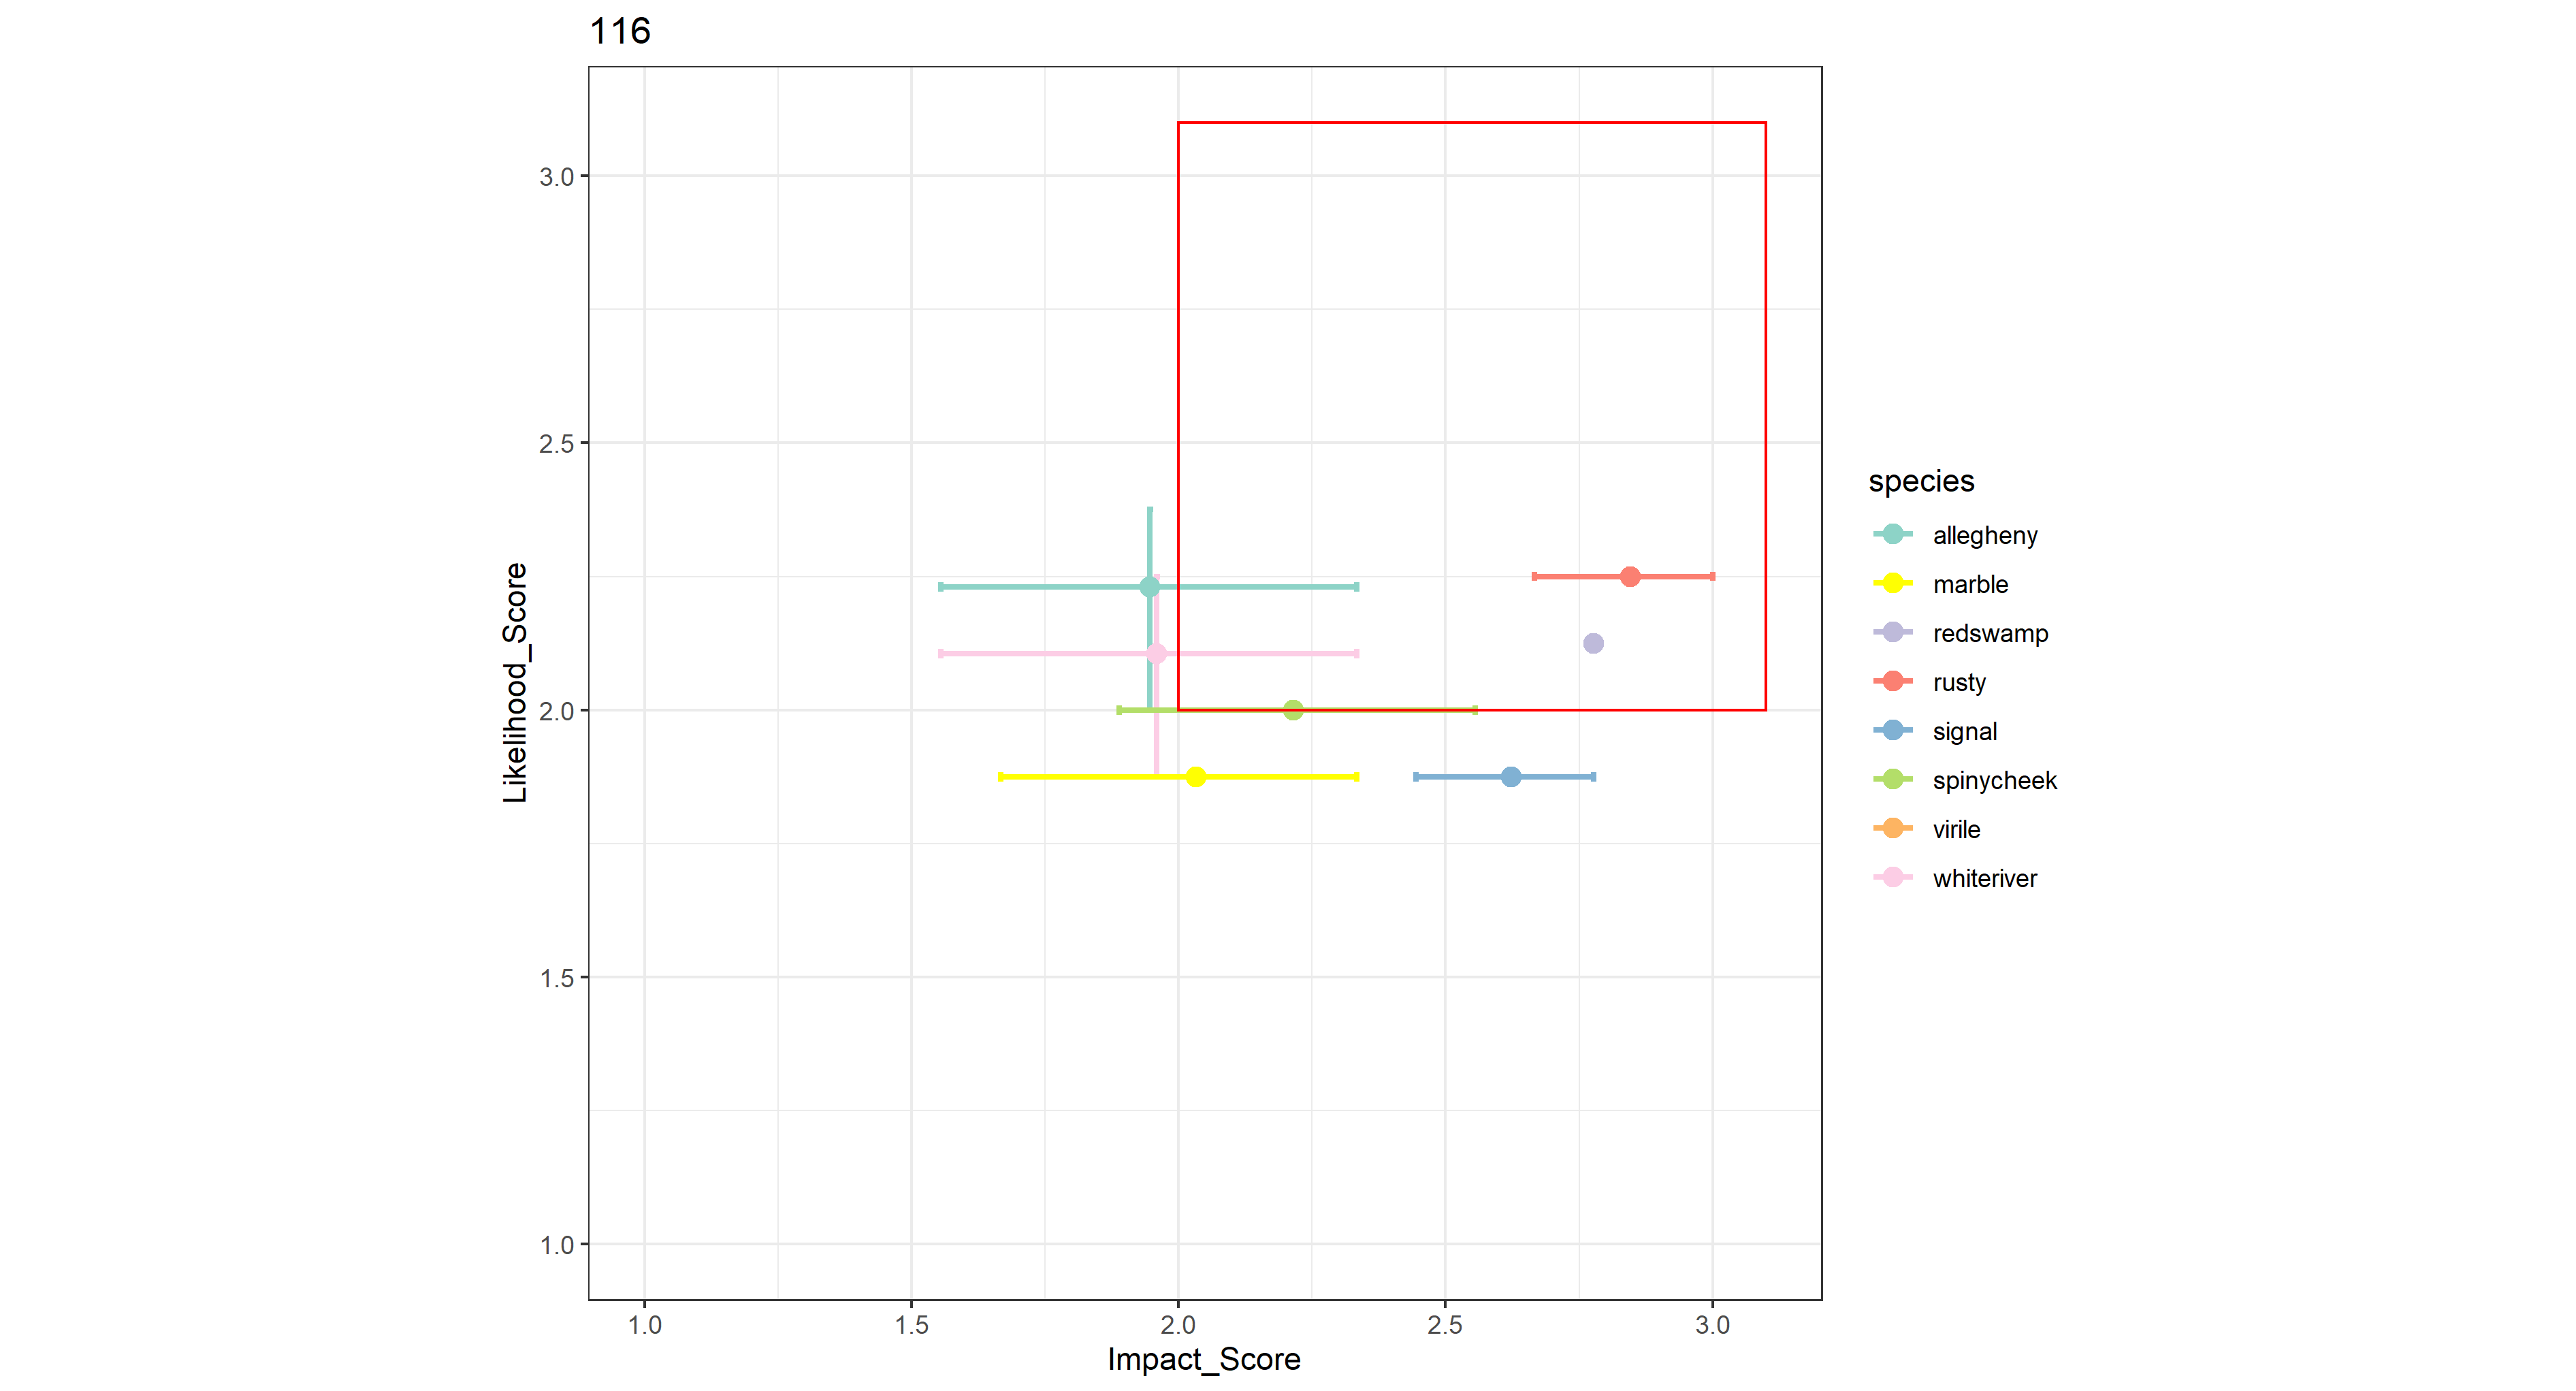 116
Likelihood_Score
3.0
2.5
2.0
1.5
1.0
1.0 1.5 2.0 2.5 3.0
Impact_Score
species
allegheny
marble
redswamp
rusty
signal
spinycheek
virile
whiteriver